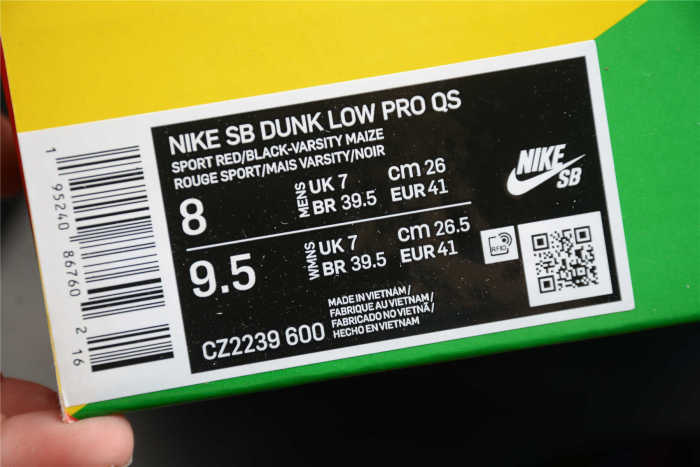 NIKE SB DUNK LOW PRO QS
SPORT RED/BLACK-VARSITY MAIZE
ROUGE SPORT/MAIS VARSITY/NOIR
8
MENS
UK 7
cm 26
BR 39.5
EUR 41
9.5
WMNS
UK 7
cm 26.5
BR 39.5
EUR 41
NIKE
SB
RFID
MADE IN VIETNAM/
FABRIQUE AU VIETNAM/
FABRICADO NO VIETNÃ/
HECHO EN VIETNAM
CZ2239 600
1 95240 86760 2 16